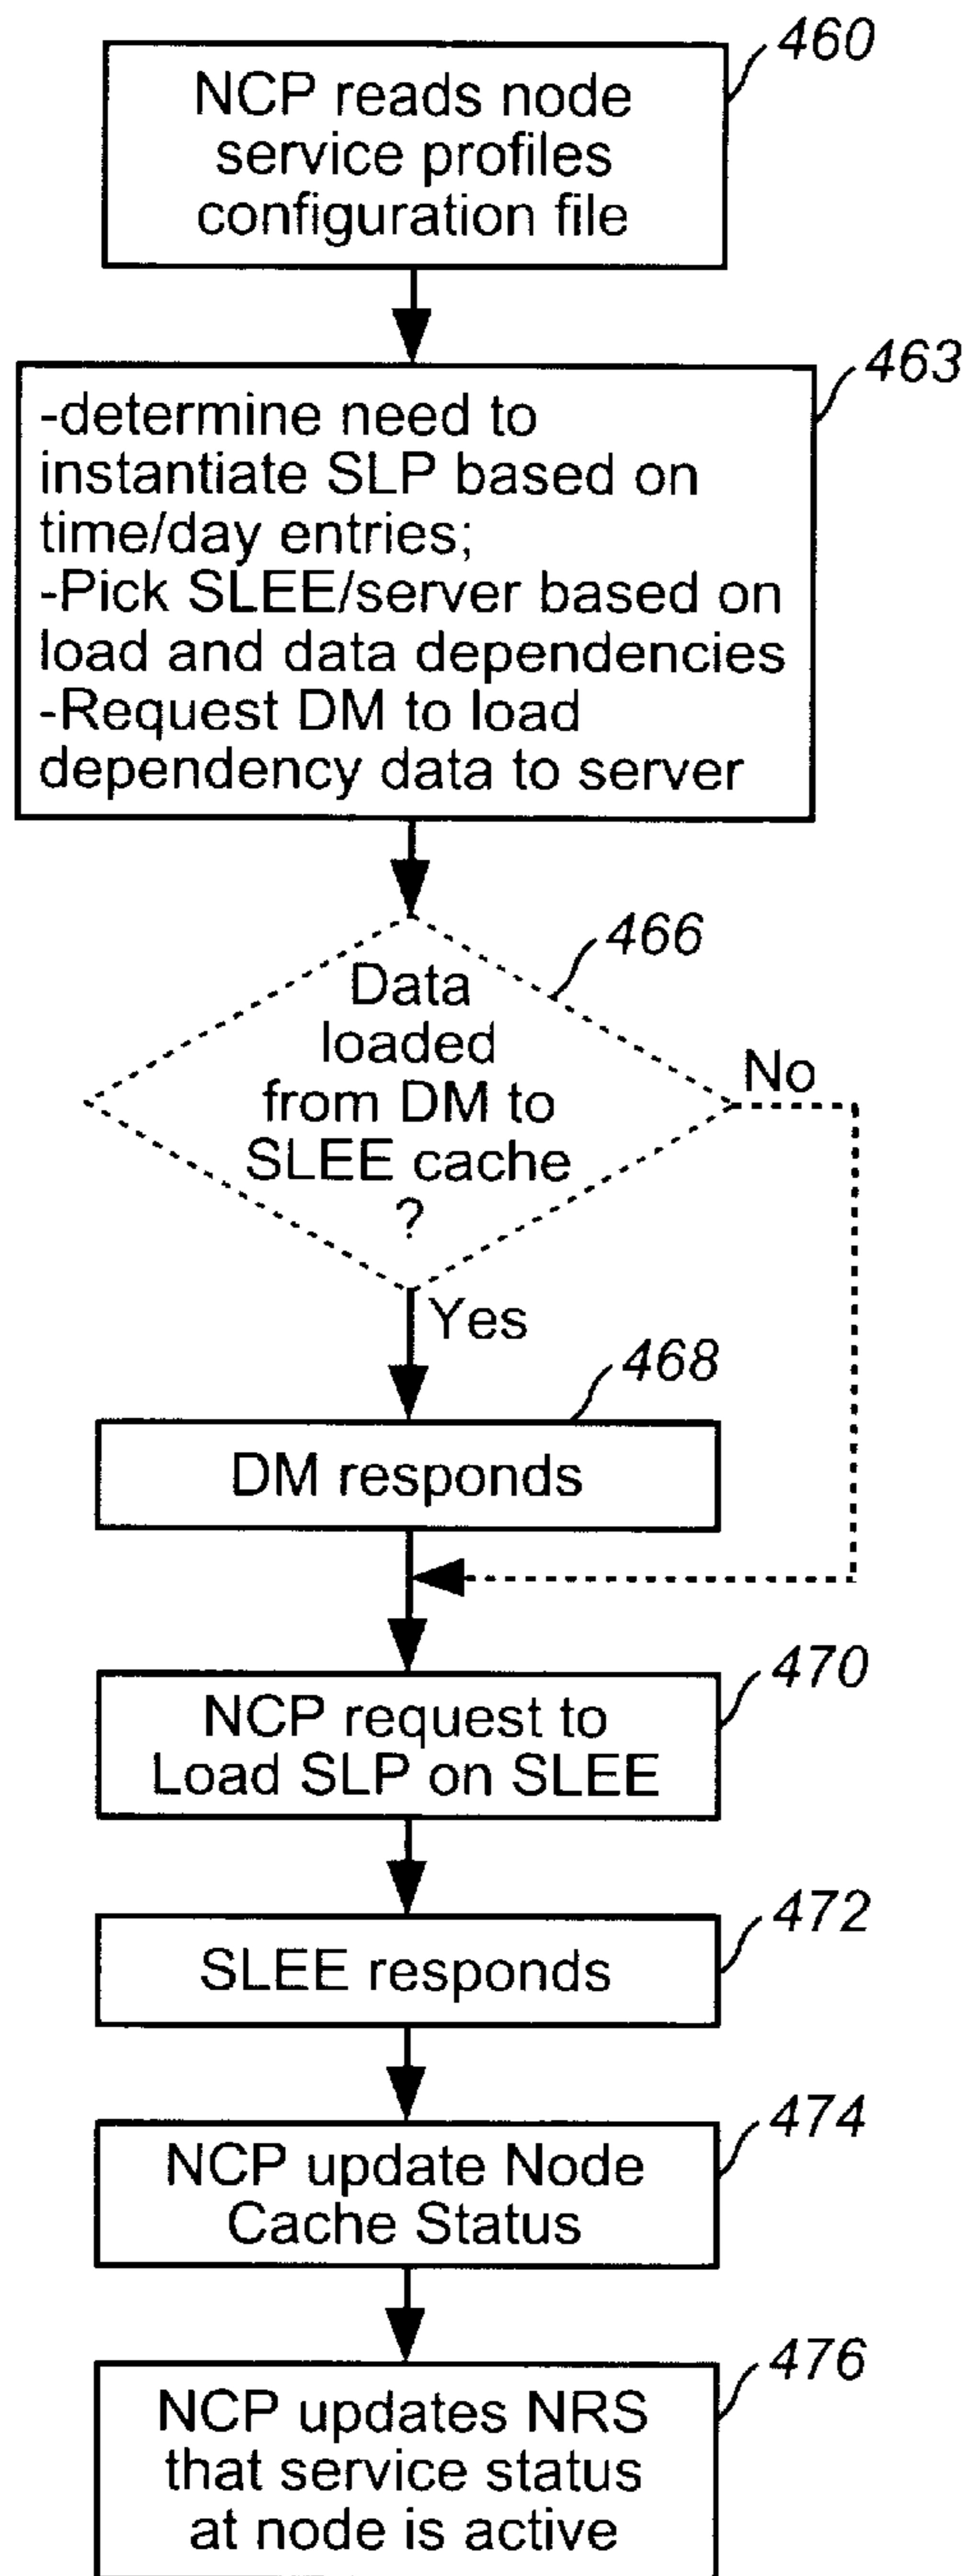 460
NCP reads node
service profiles
configuration file
463
-determine need to
instantiate SLP based on
time/day entries;
-Pick SLEE/server based on
load and data dependencies
-Request DM to load
dependency data to server
466
Data
loaded
from DM to
SLEE cache
?
No
Yes
468
DM responds
470
NCP request to
Load SLP on SLEE
472
SLEE responds
474
NCP update Node
Cache Status
476
NCP updates NRS
that service status
at node is active